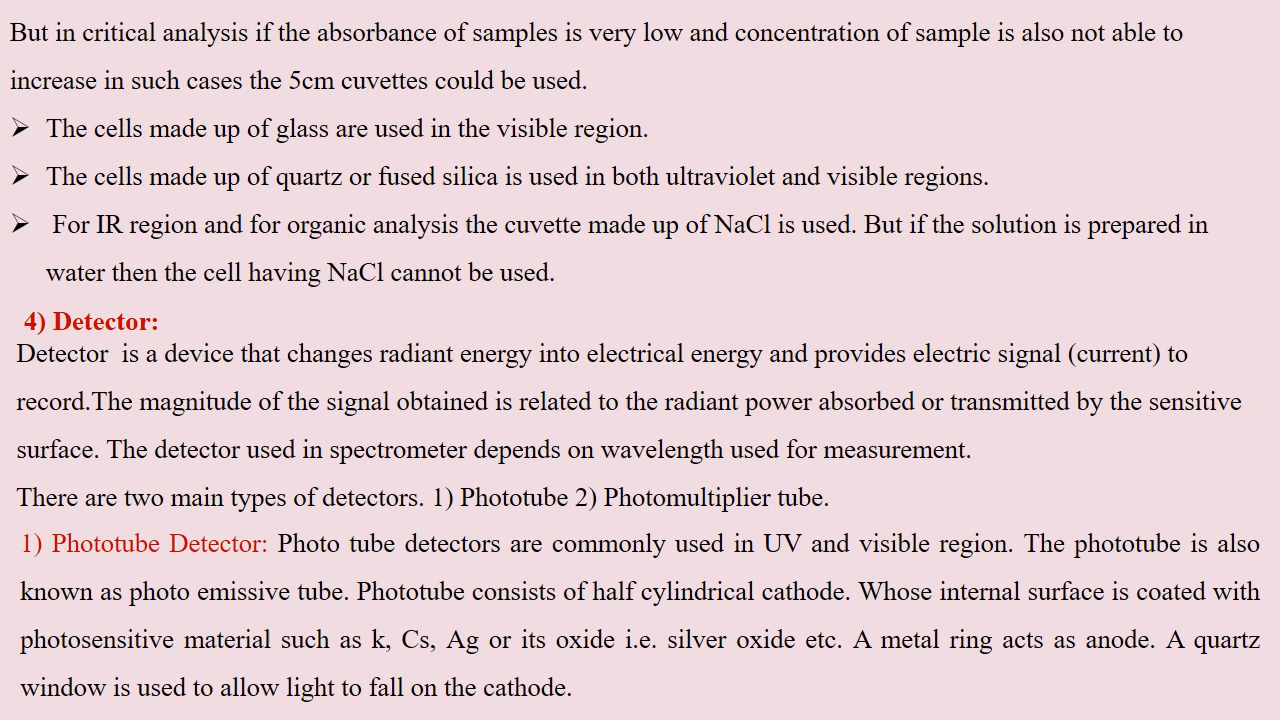 But in critical analysis if the absorbance of samples is very low and concentration of sample is also not able to
increase in such cases the 5cm cuvettes could be used.
➢ The cells made up of glass are used in the visible region.
➢ The cells made up of quartz or fused silica is used in both ultraviolet and visible regions.
➢ For IR region and for organic analysis the cuvette made up of NaCl is used. But if the solution is prepared in
water then the cell having NaCl cannot be used.
4) Detector:
Detector is a device that changes radiant energy into electrical energy and provides electric signal (current) to
record.The magnitude of the signal obtained is related to the radiant power absorbed or transmitted by the sensitive
surface. The detector used in spectrometer depends on wavelength used for measurement.
There are two main types of detectors. 1) Phototube 2) Photomultiplier tube.
1) Phototube Detector: Photo tube detectors are commonly used in UV and visible region. The phototube is also
known as photo emissive tube. Phototube consists of half cylindrical cathode. Whose internal surface is coated with
photosensitive material such as k, Cs, Ag or its oxide i.e. silver oxide etc. A metal ring acts as anode. A quartz
window is used to allow light to fall on the cathode.